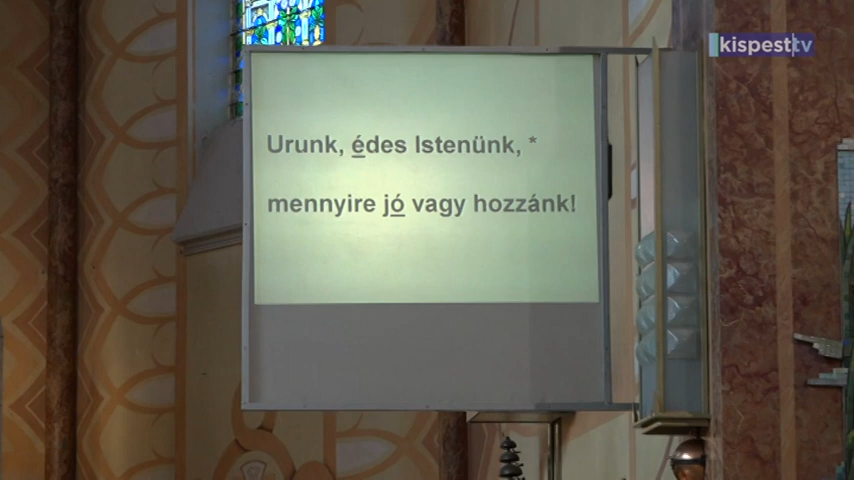 kispest tv
Urunk, édes Istenünk, *
mennyire jó vagy hozzánk!